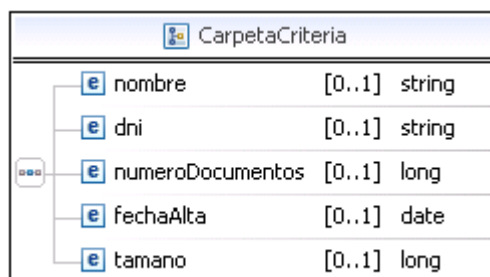 CarpetaCriteria
e nombre [0..1] string
e dni [0..1] string
e numeroDocumentos [0..1] long
e fechaAlta [0..1] date
e tamano [0..1] long